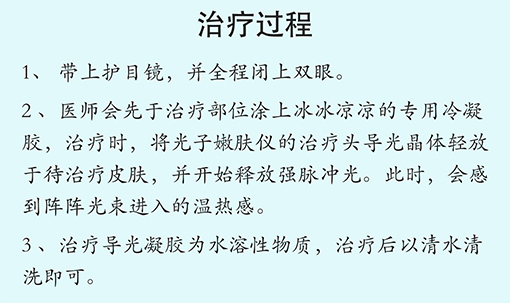 治疗过程
1、 带上护目镜，并全程闭上双眼。
2 、医师会先于治疗部位涂上冰冰凉凉的专用冷凝
胶，治疗时，将光子嫩肤仪的治疗头导光晶体轻放
于待治疗皮肤，并开始释放强脉冲光。此时，会感
到阵阵光束进入的温热感。
3 、治疗导光凝胶为水溶性物质，治疗后以清水清
洗即可。